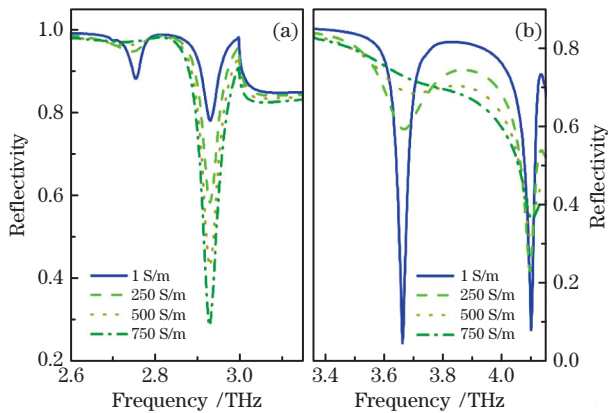 (a)
(b)
Reflectivity
1.0
0.8
0.6
0.4
0.2
1 S/m
250 S/m
500 S/m
750 S/m
2.6
2.8
3.0
Frequency /THz
1 S/m
250 S/m
500 S/m
750 S/m
3.6
3.8
4.0
Frequency /THz
0.8
0.6
0.4
0.2
0.0
Reflectivity